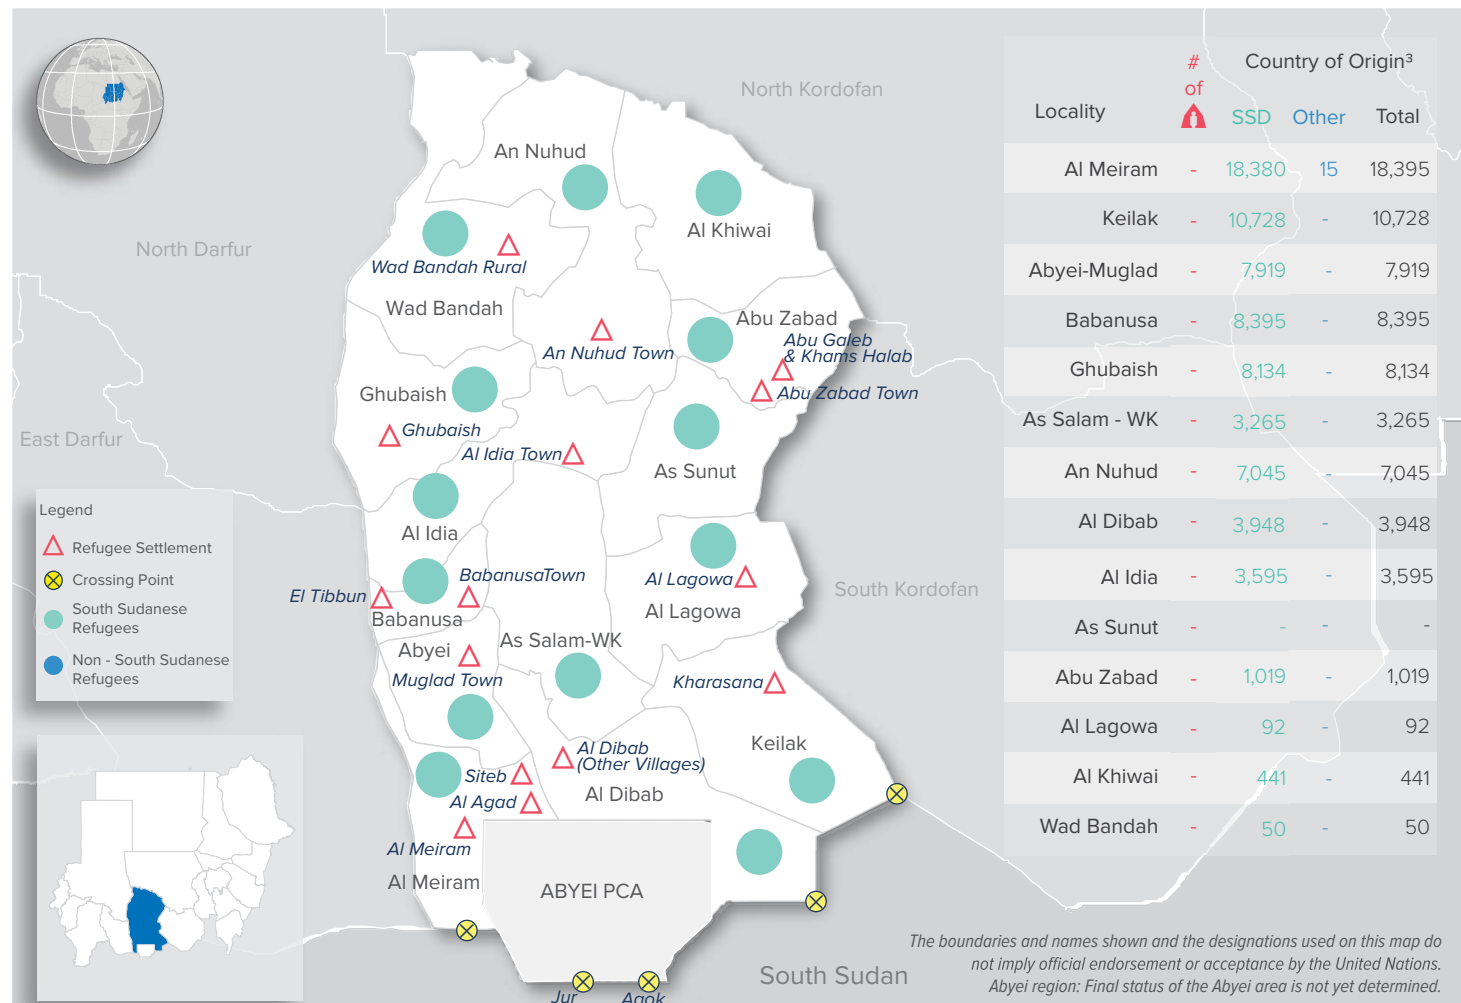 North Kordofan
An Nuhud
Al Khiwai
North Darfur
Wad Bandah Rural
Wad Bandah
Abu Zabad
Abu Galeb
& Khams Halab
An Nuhud Town
Abu Zabad Town
Ghubaish
Ghubaish
East Darfur
Al Idia Town
As Sunut
Al Idia
BabanusaTown
El Tibbun
Babanusa
Al Lagowa
Al Lagowa
South Kordofan
Abyei
As Salam-WK
Muglad Town
Kharasana
Keilak
Al Dibab
(Other Villages)
Siteb
Al Agad
Al Dibab
Al Meiram
Al Meiram
ABYEI PCA
South Sudan
Jur
Agok
Legend
Refugee Settlement
Crossing Point
South Sudanese
Refugees
Non - South Sudanese
Refugees
# of
Country of Origin³
Locality SSD Other Total
Al Meiram - 18,380 15 18,395
Keilak - 10,728 - 10,728
Abyei-Muglad - 7,919 - 7,919
Babanusa - 8,395 - 8,395
Ghubaish - 8,134 - 8,134
As Salam - WK - 3,265 - 3,265
An Nuhud - 7,045 - 7,045
Al Dibab - 3,948 - 3,948
Al Idia - 3,595 - 3,595
As Sunut - - - -
Abu Zabad - 1,019 - 1,019
Al Lagowa - 92 - 92
Al Khiwai - 441 - 441
Wad Bandah - 50 - 50
The boundaries and names shown and the designations used on this map do
not imply official endorsement or acceptance by the United Nations.
Abyei region: Final status of the Abyei area is not yet determined.